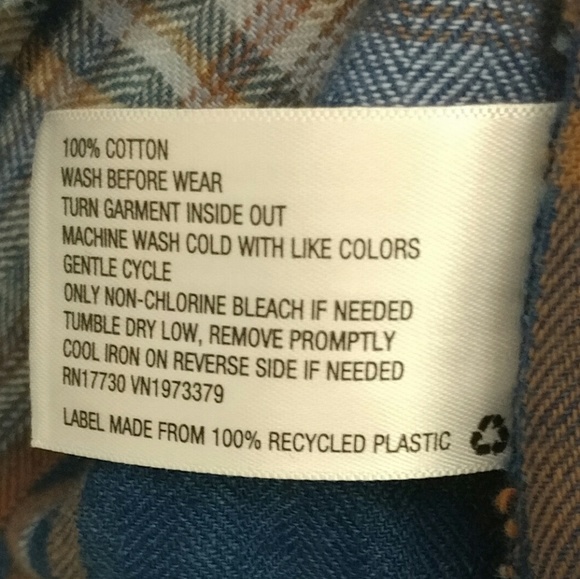 100% COTTON
WASH BEFORE WEAR
TURN GARMENT INSIDE OUT
MACHINE WASH COLD WITH LIKE COLORS
GENTLE CYCLE
ONLY NON-CHLORINE BLEACH IF NEEDED
TUMBLE DRY LOW, REMOVE PROMPTLY
COOL IRON ON REVERSE SIDE IF NEEDED
RN17730 VN1973379
LABEL MADE FROM 100% RECYCLED PLASTIC